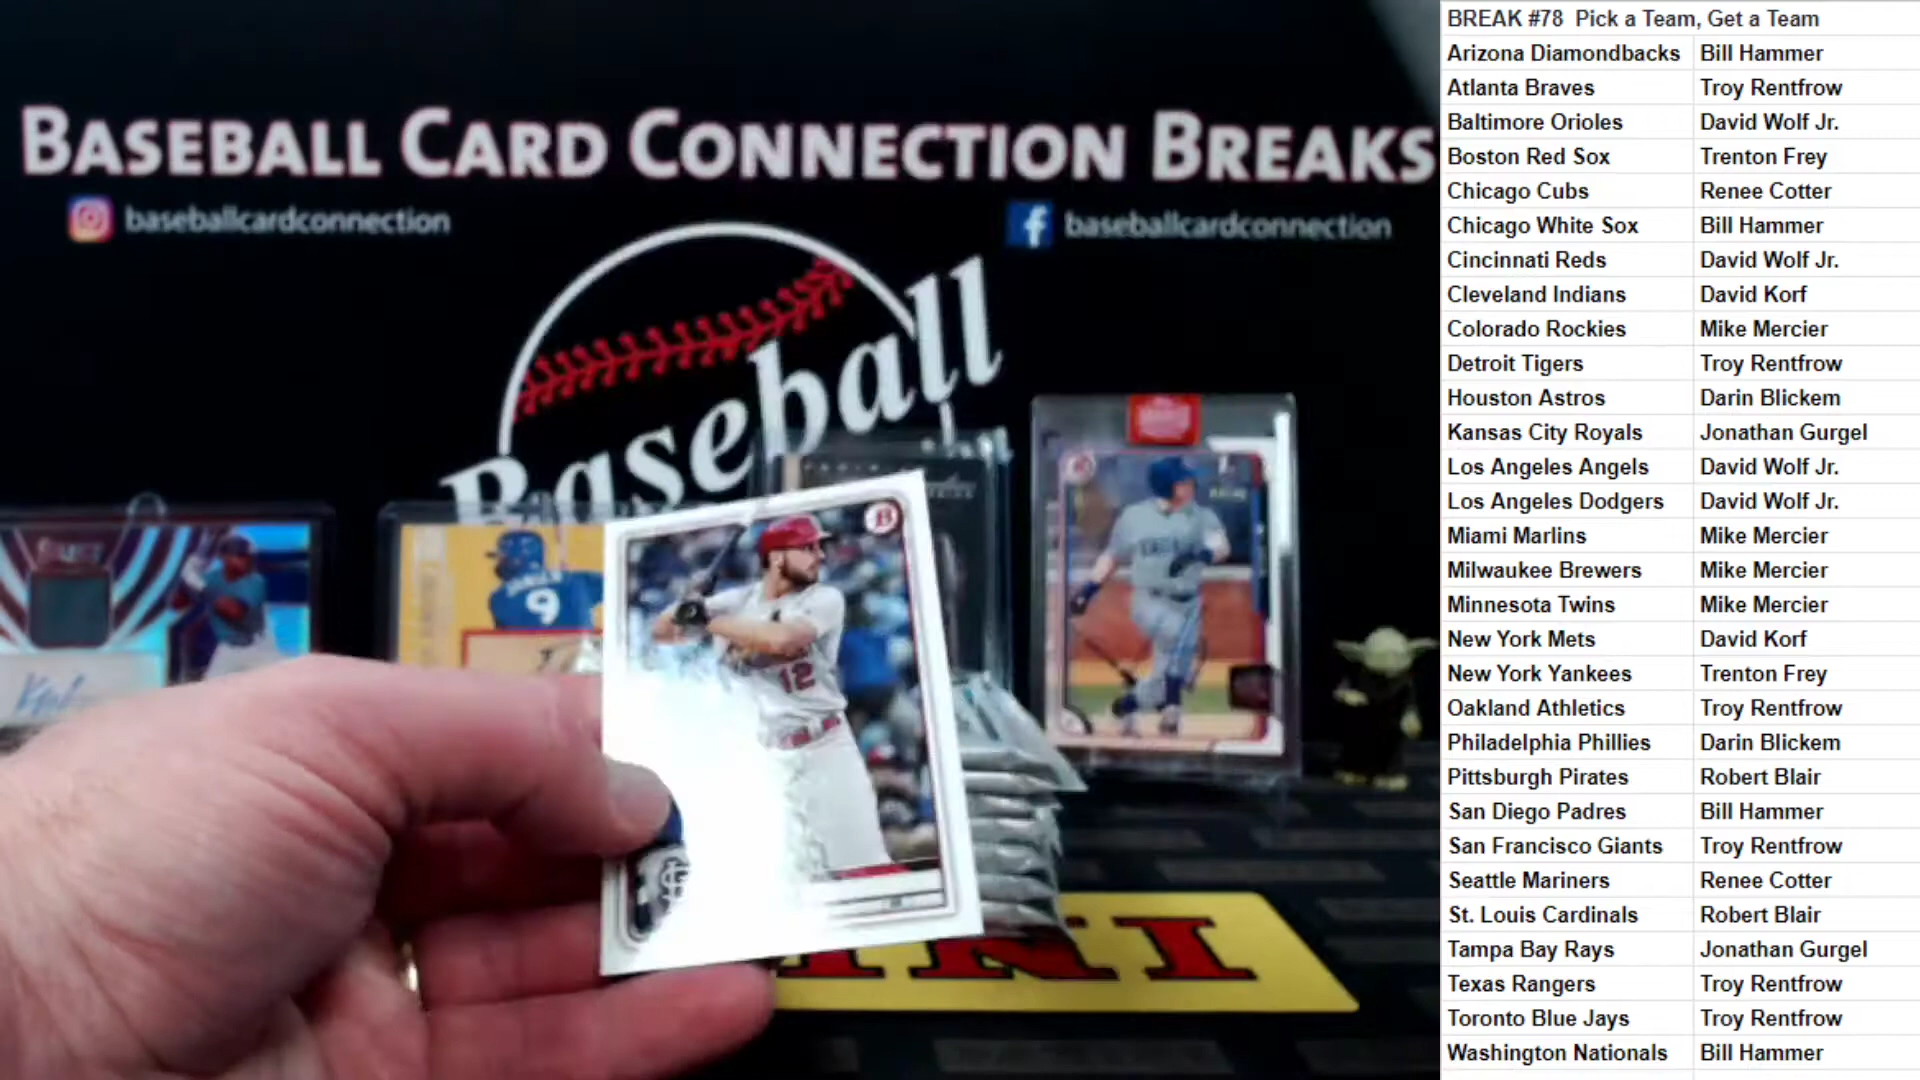 BASEBALL CARD CONNECTION BREAKS
baseballcardconnection
baseballcardconnection
Baseball
9
12
B
BREAK #78 Pick a Team, Get a Team
Arizona Diamondbacks Bill Hammer
Atlanta Braves Troy Rentfrow
Baltimore Orioles David Wolf Jr.
Boston Red Sox Trenton Frey
Chicago Cubs Renee Cotter
Chicago White Sox Bill Hammer
Cincinnati Reds David Wolf Jr.
Cleveland Indians David Korf
Colorado Rockies Mike Mercier
Detroit Tigers Troy Rentfrow
Houston Astros Darin Blickem
Kansas City Royals Jonathan Gurgel
Los Angeles Angels David Wolf Jr.
Los Angeles Dodgers David Wolf Jr.
Miami Marlins Mike Mercier
Milwaukee Brewers Mike Mercier
Minnesota Twins Mike Mercier
New York Mets David Korf
New York Yankees Trenton Frey
Oakland Athletics Troy Rentfrow
Philadelphia Phillies Darin Blickem
Pittsburgh Pirates Robert Blair
San Diego Padres Bill Hammer
San Francisco Giants Troy Rentfrow
Seattle Mariners Renee Cotter
St. Louis Cardinals Robert Blair
Tampa Bay Rays Jonathan Gurgel
Texas Rangers Troy Rentfrow
Toronto Blue Jays Troy Rentfrow
Washington Nationals Bill Hammer